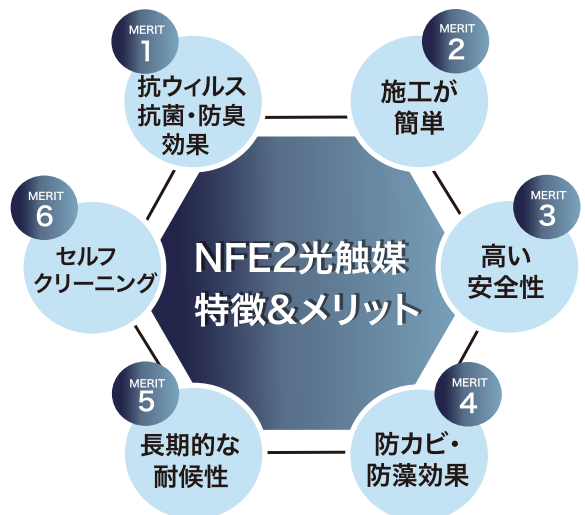 MERIT
1
抗ウィルス
抗菌・防臭
効果
MERIT
2
施工が
簡単
MERIT
3
高い
安全性
MERIT
4
防カビ・
防藻効果
MERIT
5
長期的な
耐候性
MERIT
6
セルフ
クリーニング
NFE2光触媒
特徴&メリット